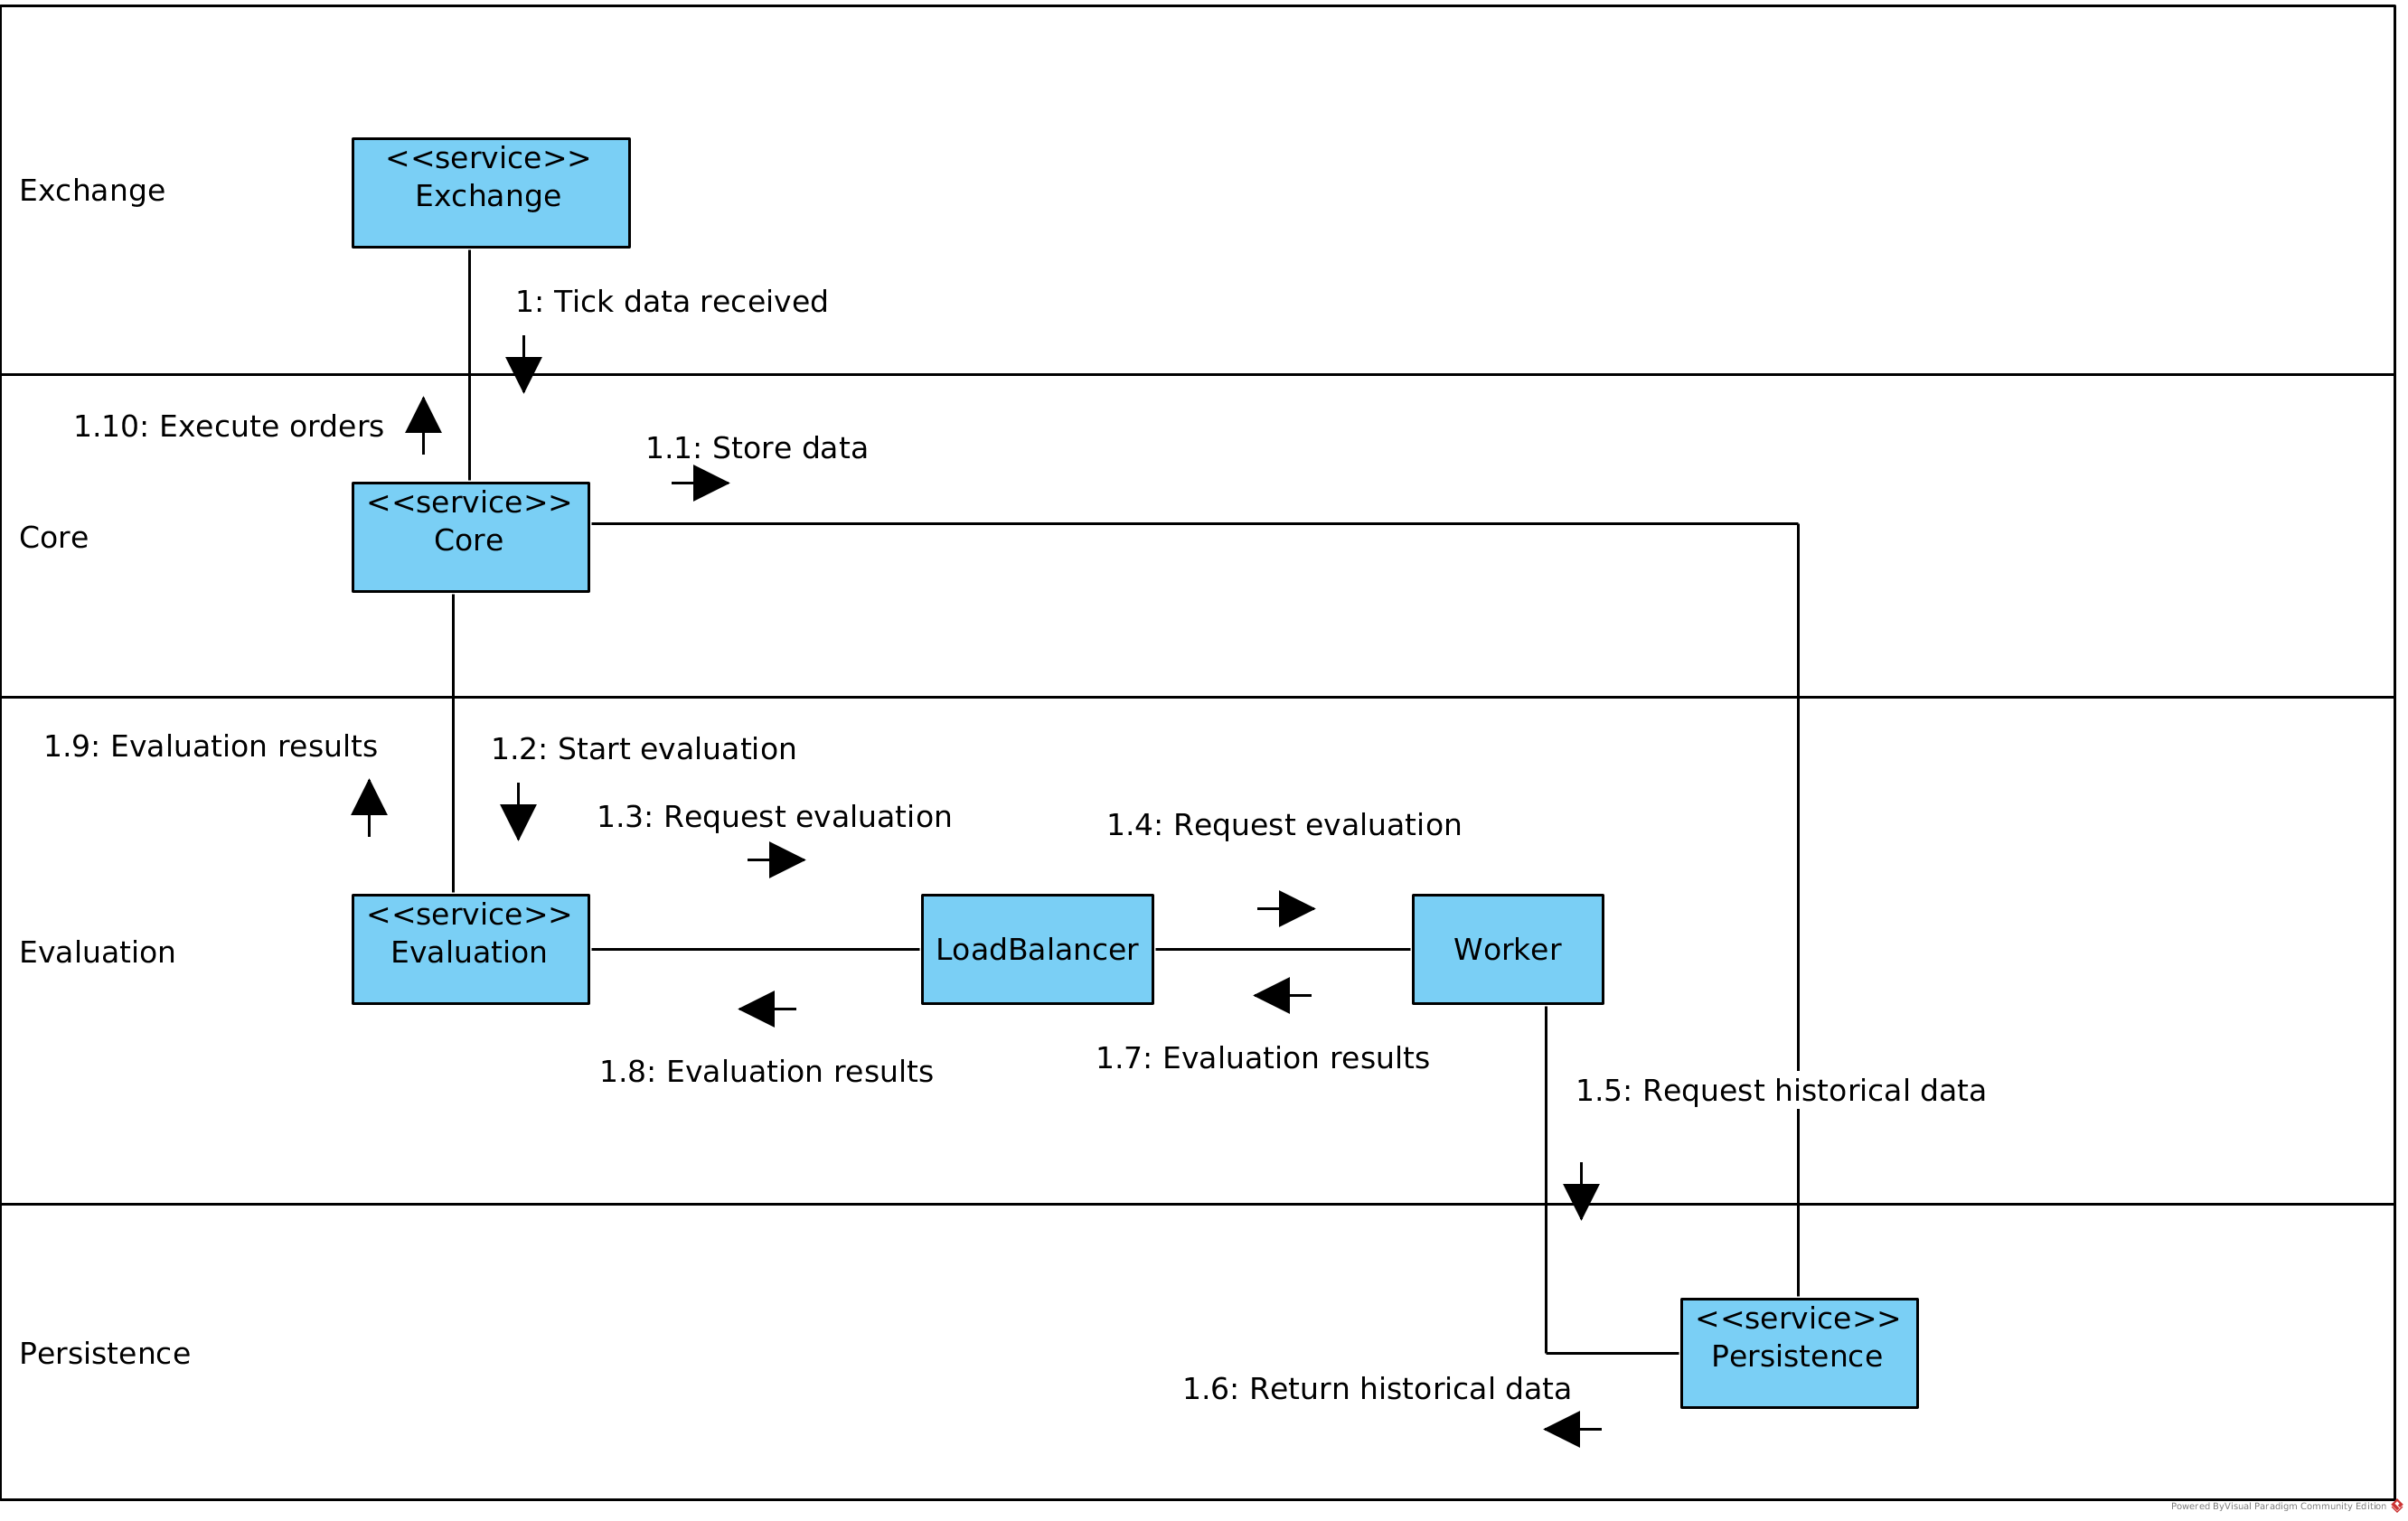 Exchange
<<service>>
Exchange
1: Tick data received
1.10: Execute orders
1.1: Store data
Core
<<service>>
Core
1.9: Evaluation results
1.2: Start evaluation
1.3: Request evaluation
1.4: Request evaluation
Evaluation
<<service>>
Evaluation
LoadBalancer
Worker
1.8: Evaluation results
1.7: Evaluation results
1.5: Request historical data
Persistence
<<service>>
Persistence
1.6: Return historical data
Powered ByVisual Paradigm Community Edition